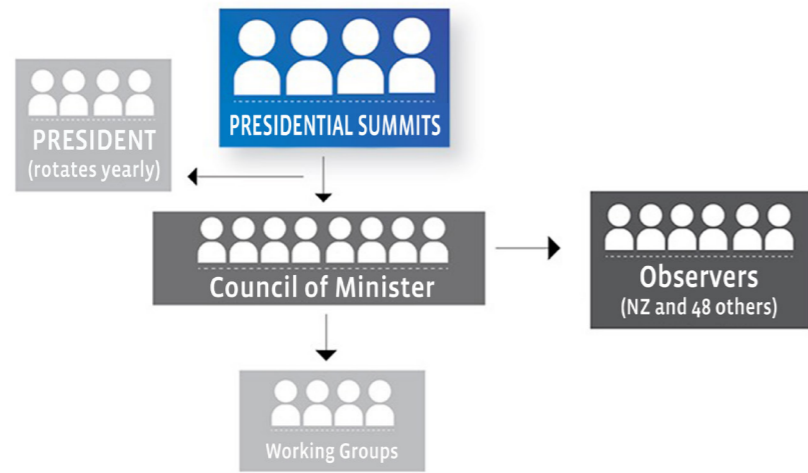 PRESIDENTIAL SUMMITS
PRESIDENT
(rotates yearly)
Council of Minister
Observers
(NZ and 48 others)
Working Groups